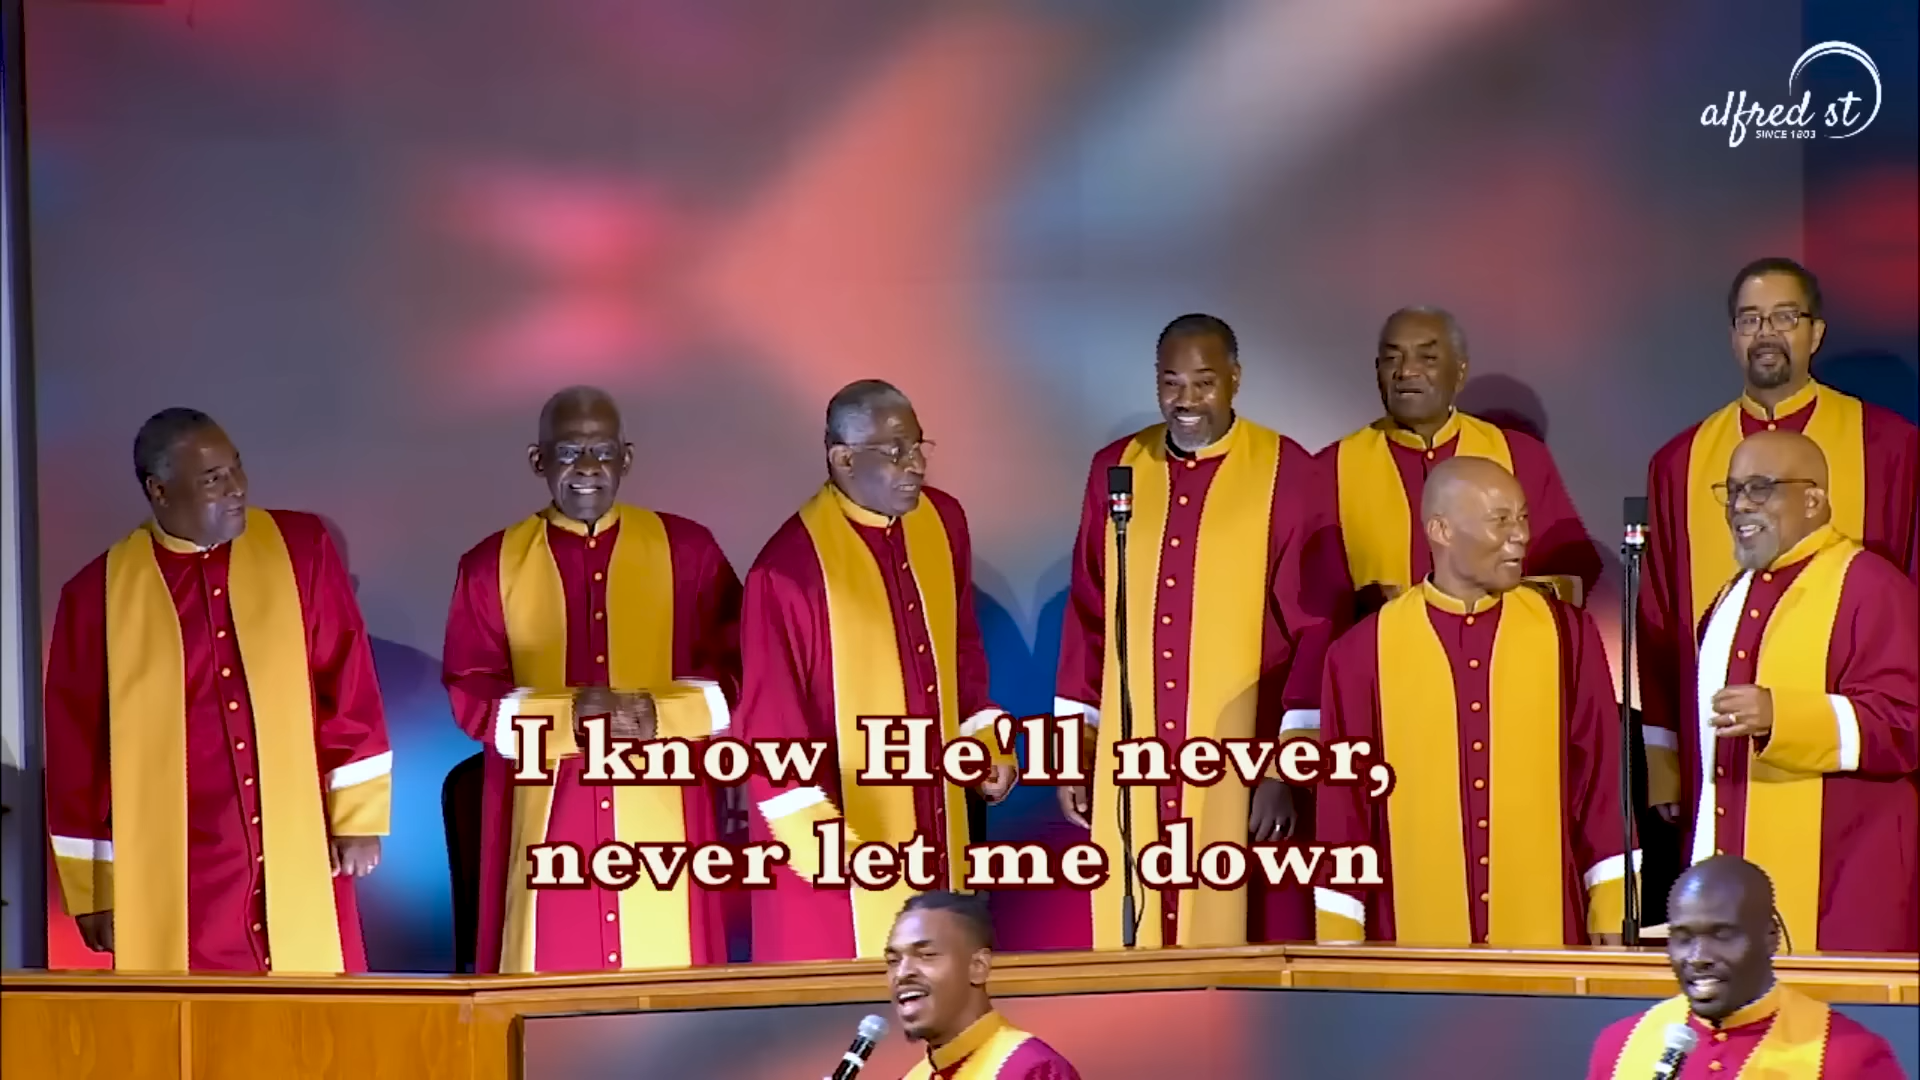 alfred st
SINCE 1803
I know He'll never,
never let me down